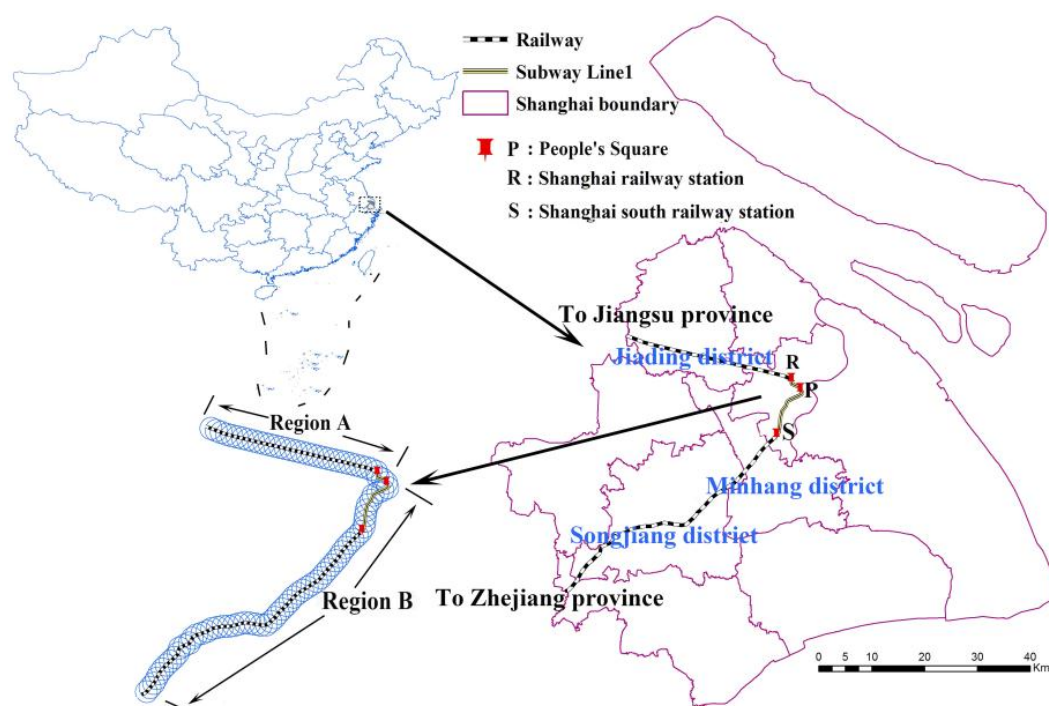 Railway
Subway Line1
Shanghai boundary
P : People's Square
R : Shanghai railway station
S : Shanghai south railway station
To Jiangsu province
Jiading district
R
P
Region A
S
Minhang district
Songjiang district
Region B
To Zhejiang province
0 5 10 20 30 40
Km